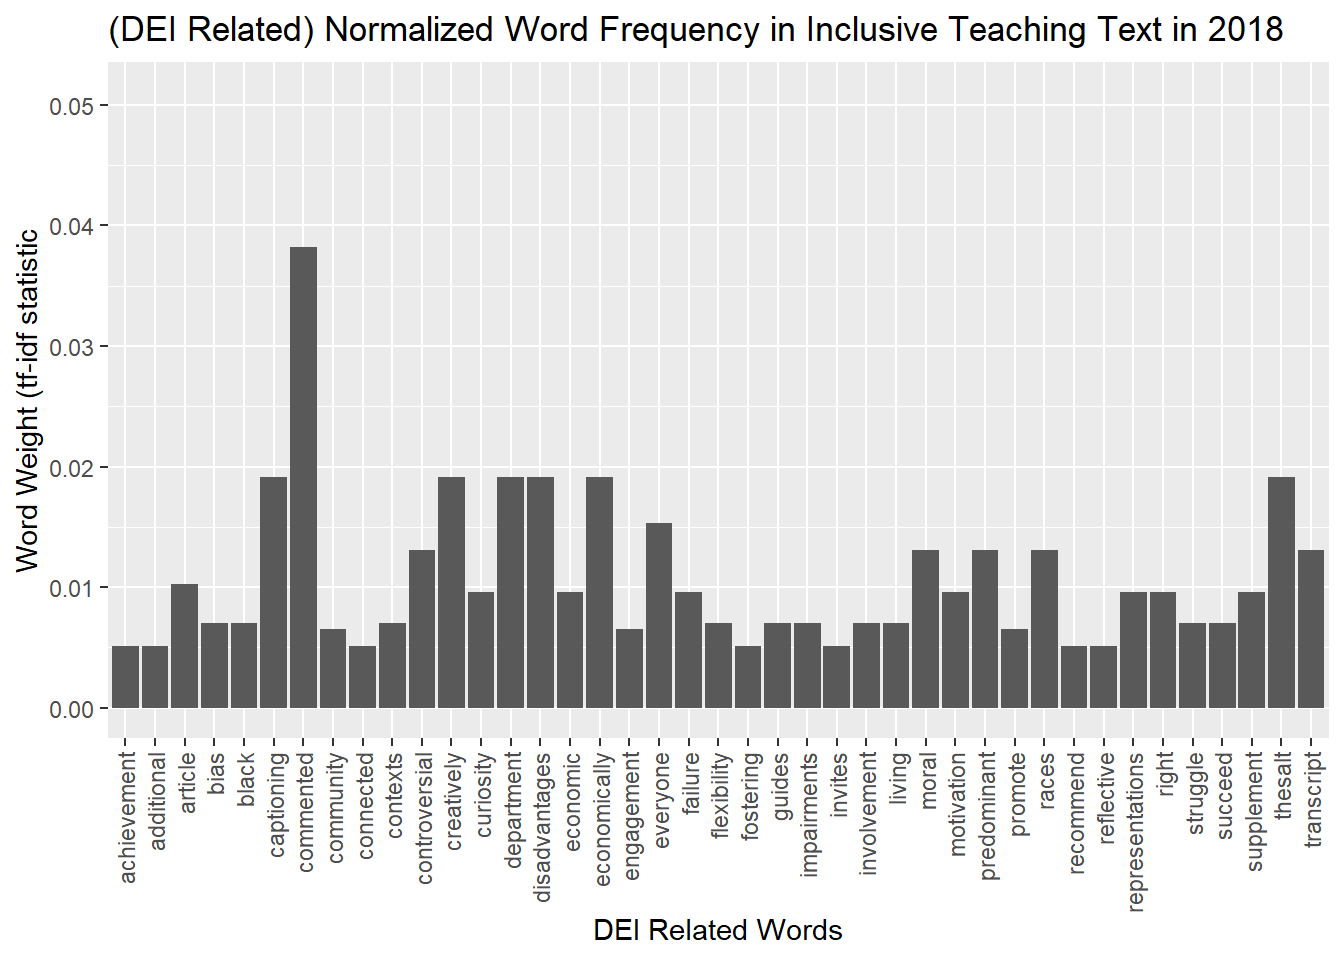 (DEI Related) Normalized Word Frequency in Inclusive Teaching Text in 2018
Word Weight (tf-idf statistic
0.05
0.04
0.03
0.02
0.01
0.00
achievement
additional
article
bias
black
captioning
commented
community
connected
contexts
controversial
creatively
curiosity
department
disadvantages
economic
economically
engagement
everyone
failure
flexibility
fostering
guides
impairments
invites
involvement
living
moral
motivation
predominant
promote
races
recommend
reflective
representations
right
struggle
succeed
supplement
thesalt
transcript
DEI Related Words